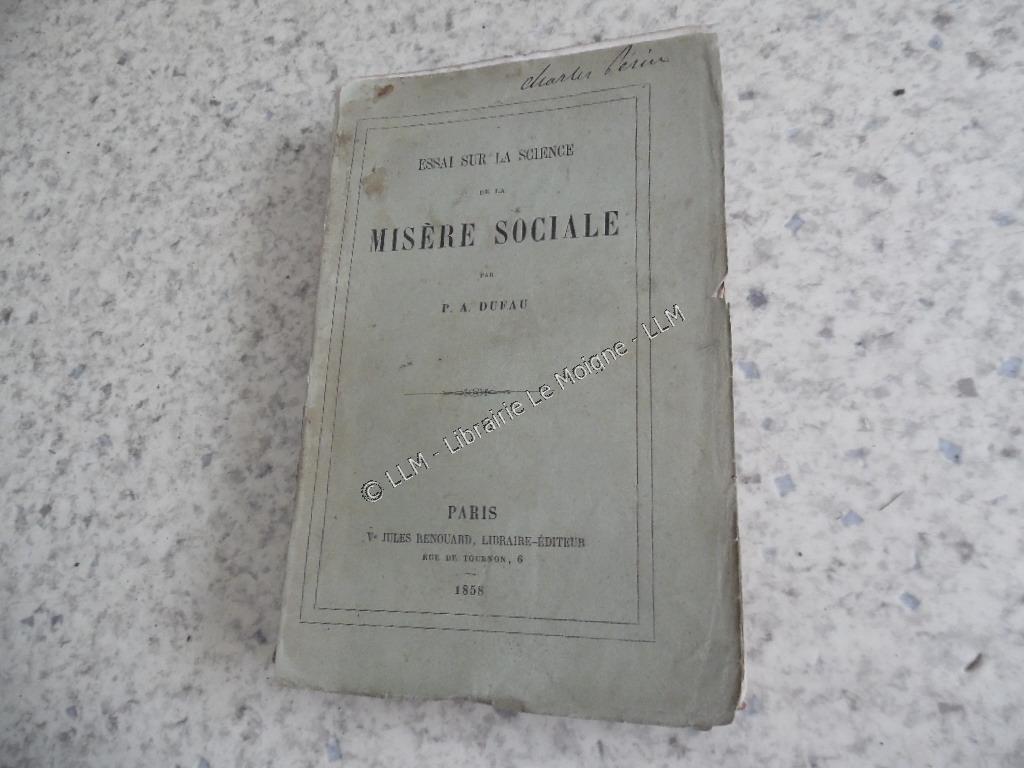 Charles Périn
ESSAI SUR LA SCIENCE
DE LA
MISÈRE SOCIALE
PAR
P. A. DUFAU
© LLM - Librairie Le Moigne - LLM
PARIS
Ve JULES RENOUARD, LIBRAIRE-ÉDITEUR
RUE DE TOURNON, 6
1858